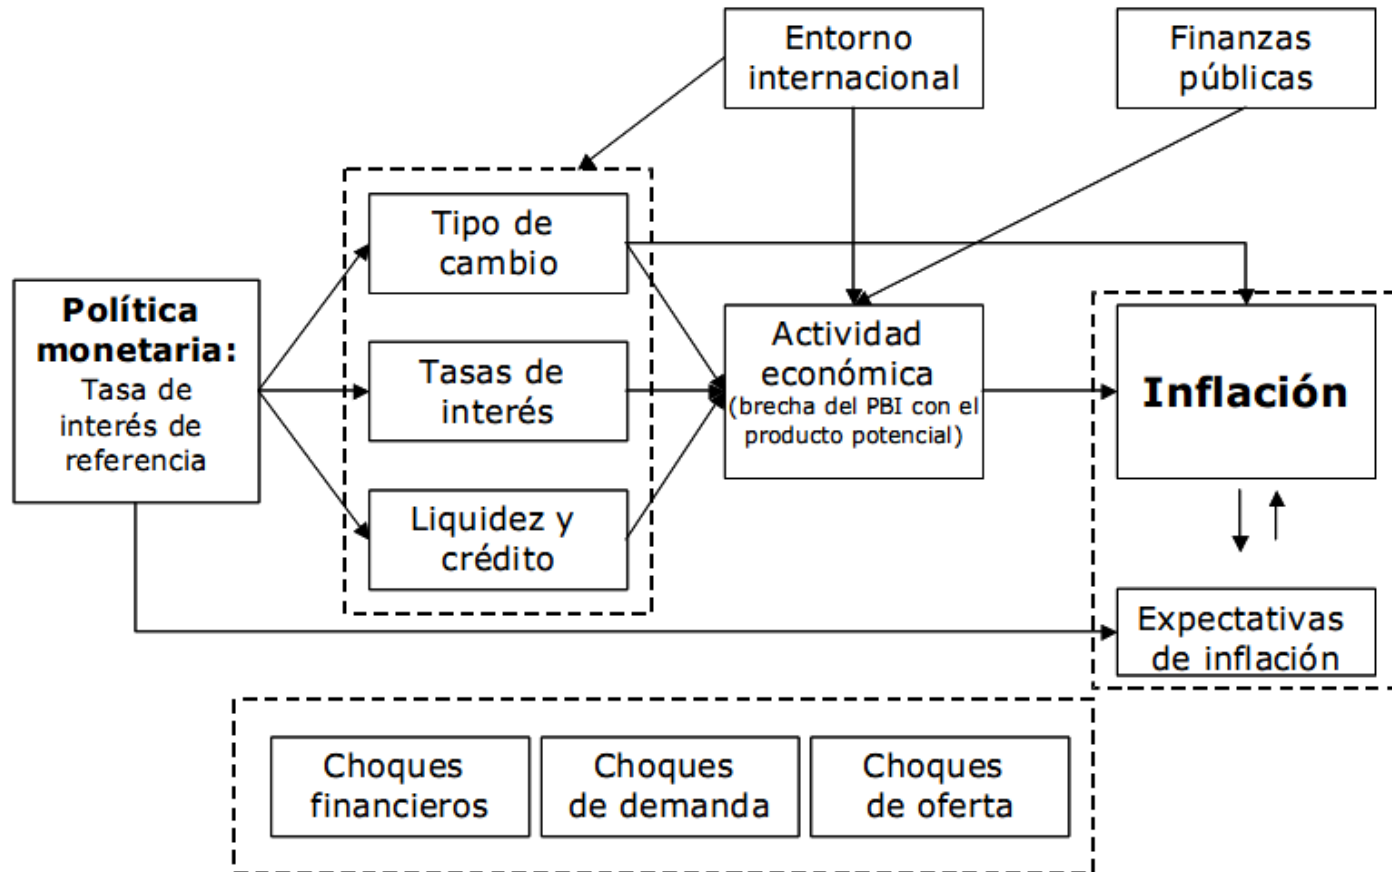 Entorno
internacional
Finanzas
públicas
Tipo de
cambio
Política
monetaria:
Tasa de
interés de
referencia
Tasas de
interés
Liquidez y
crédito
Actividad
económica
(brecha del PBI con el
producto potencial)
Inflación
Expectativas
de inflación
Choques
financieros
Choques
de demanda
Choques
de oferta